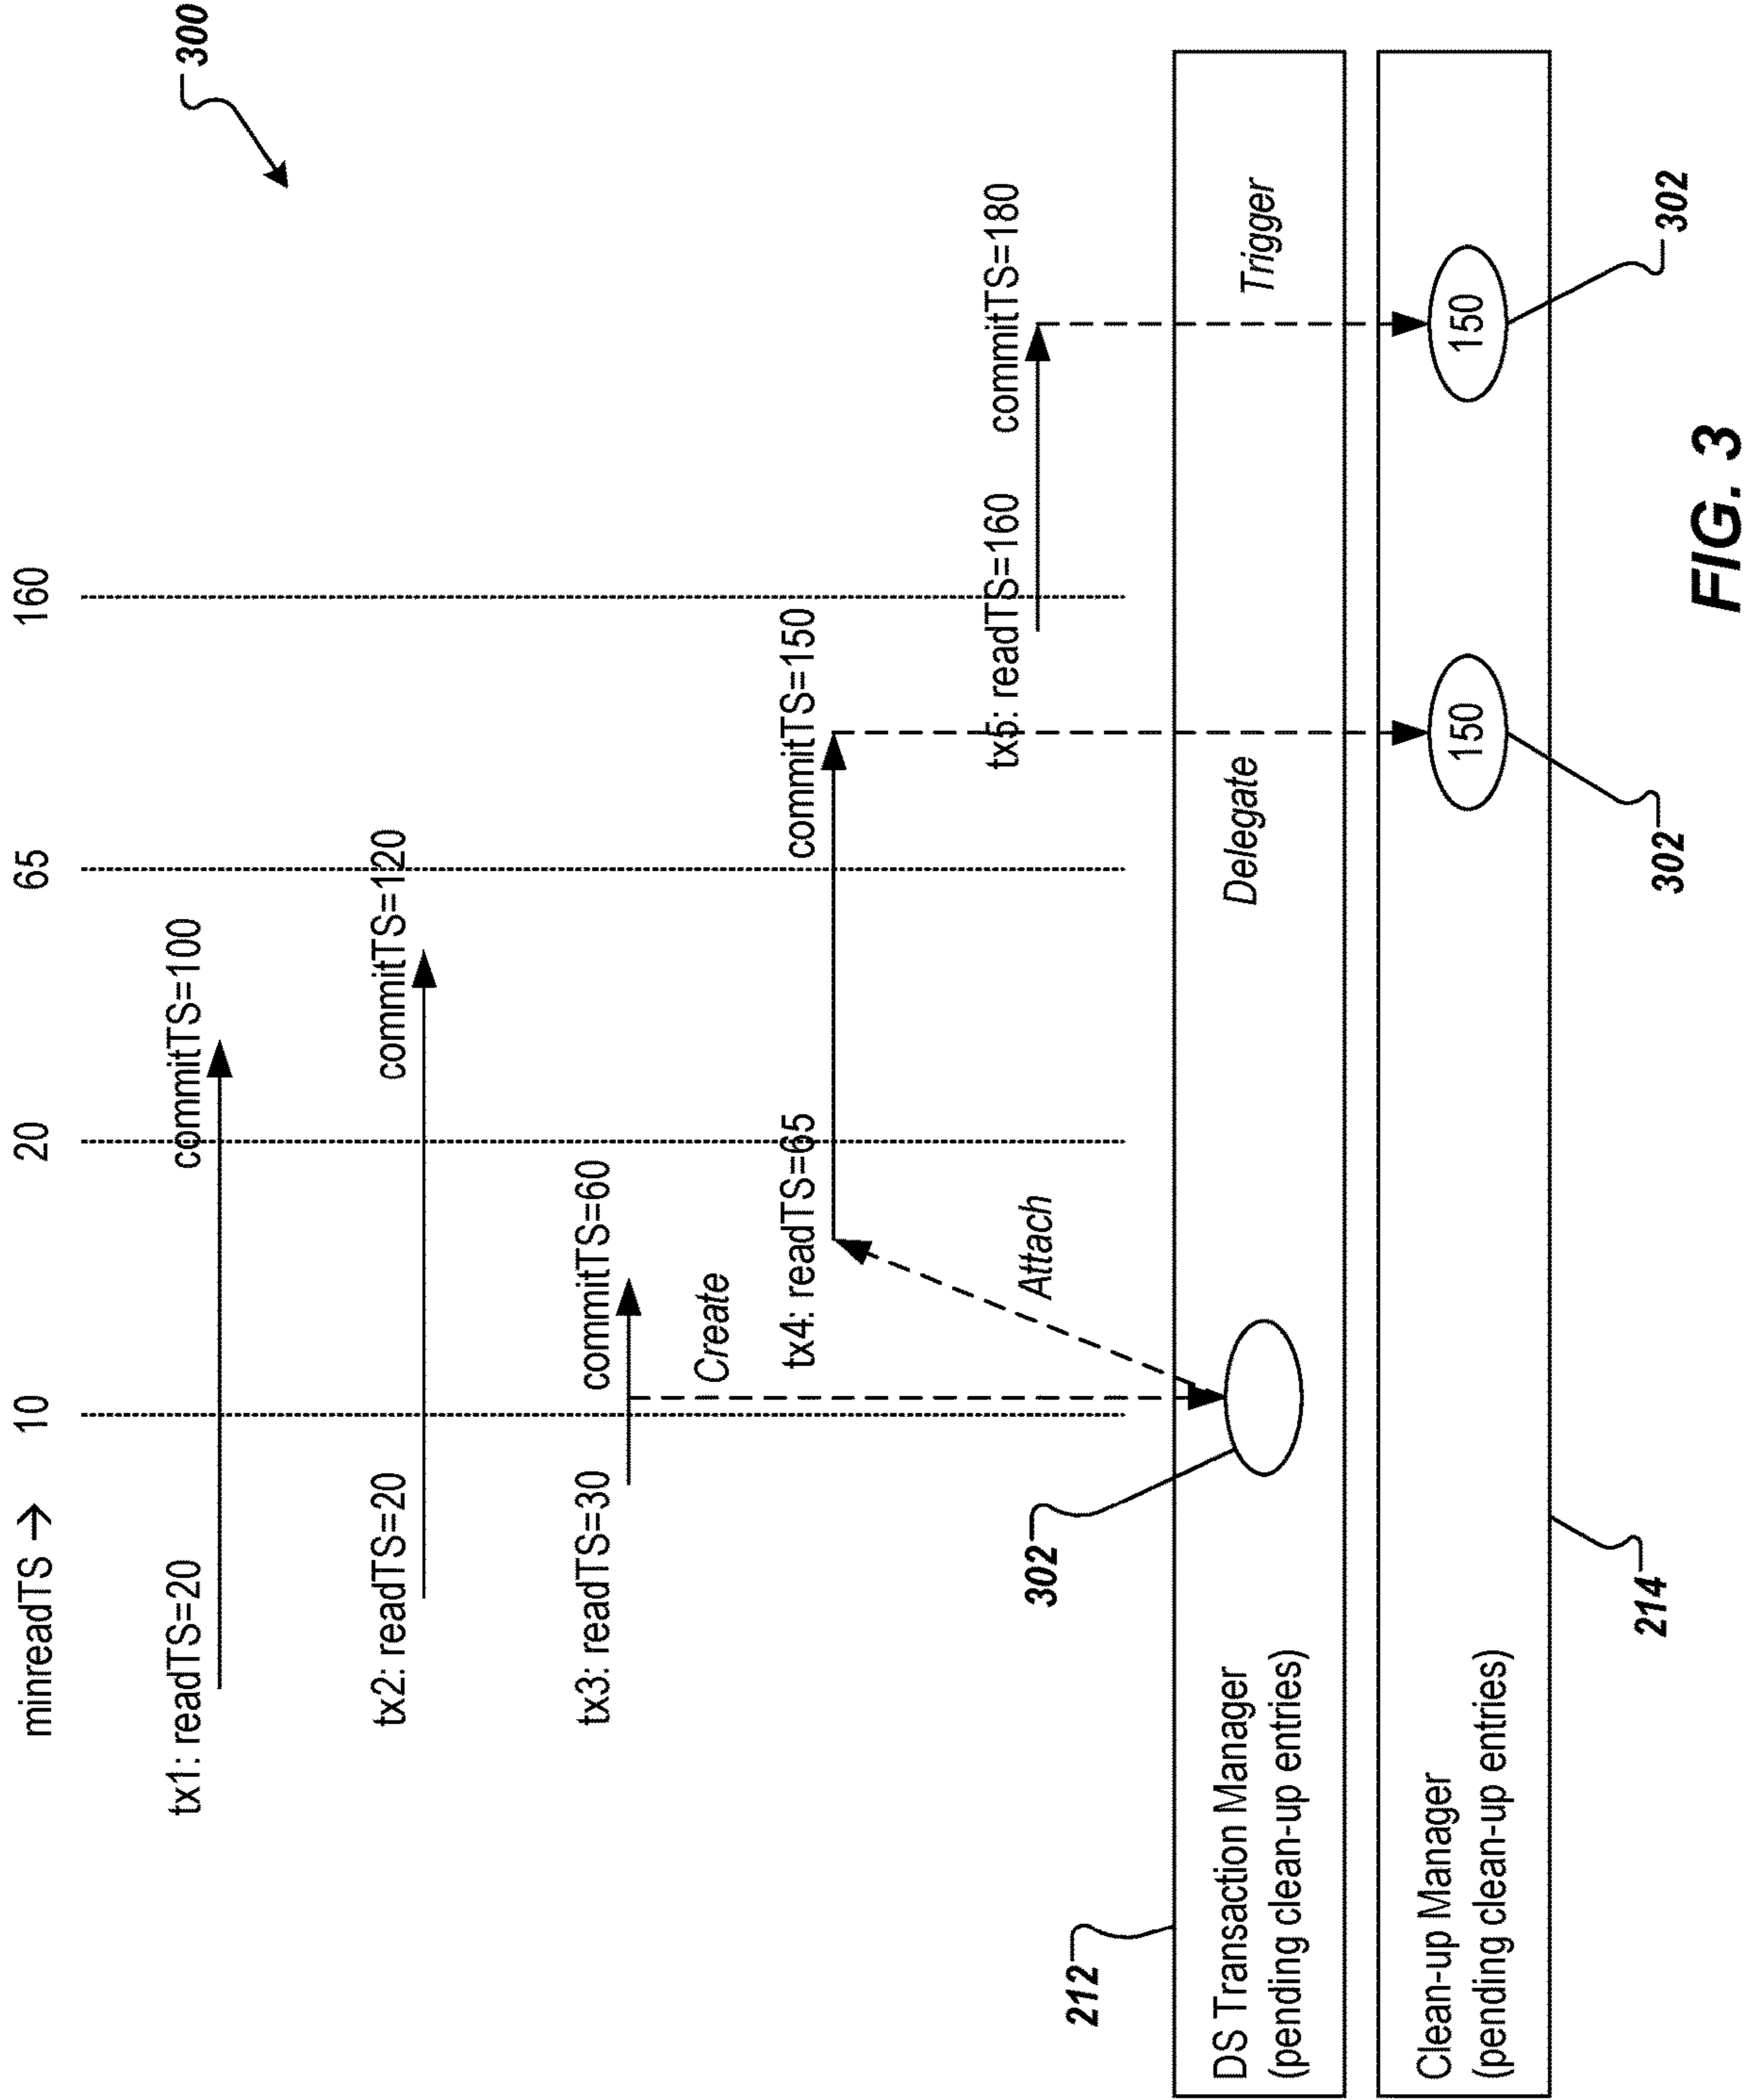 300
minreadTS → 10 20 65 160
tx1: readTS=20 commitTS=100
tx2: readTS=20 commitTS=120
tx3: readTS=30 commitTS=60
Create
tx4: readTS=65 commitTS=150
Attach
tx5: readTS=160 commitTS=180
302
212
DS Transaction Manager
(pending clean-up entries)
Delegate
Trigger
Clean-up Manager
(pending clean-up entries)
150
150
214
302
302
FIG. 3